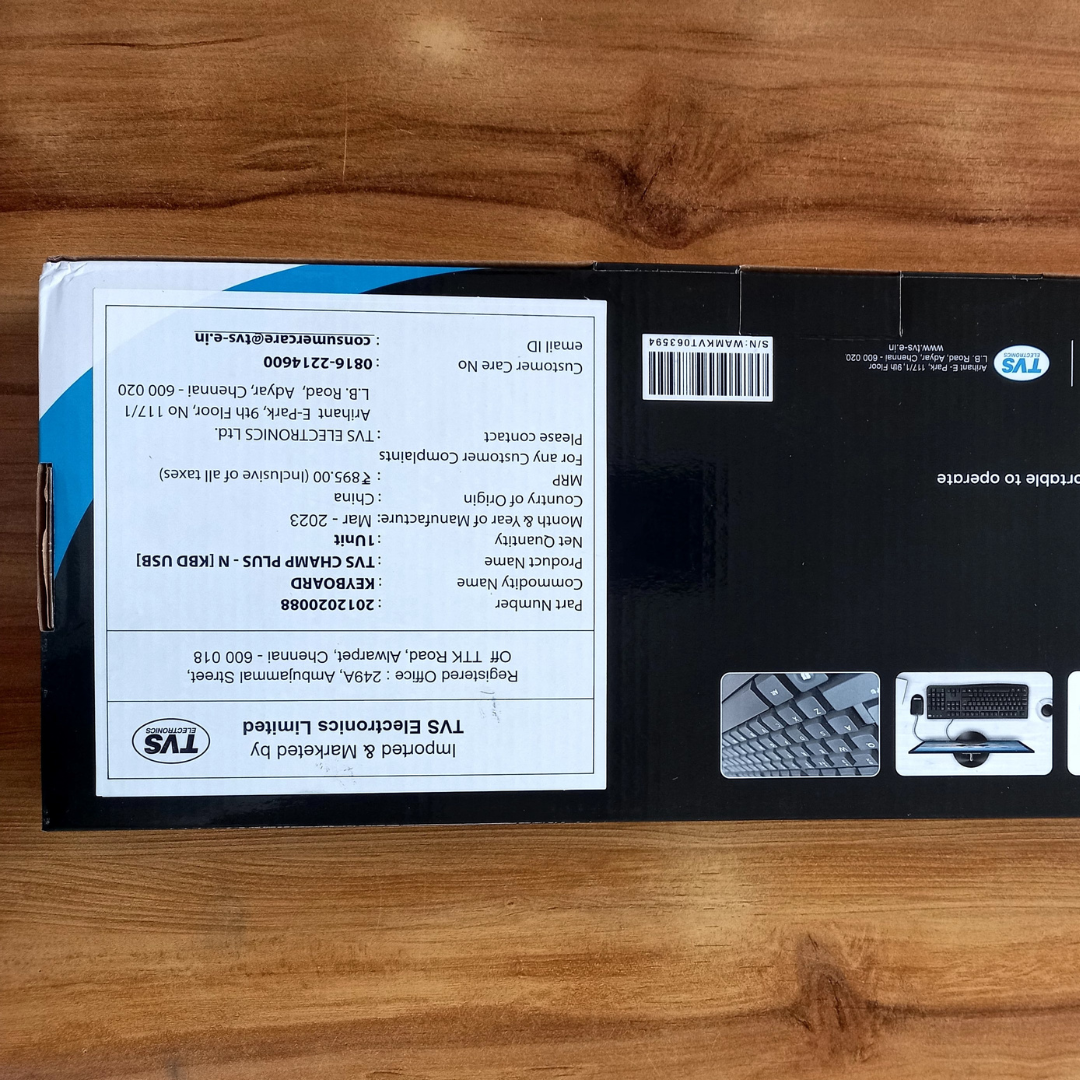 TVS
ELECTRONICS
Imported & Marketed by
TVS Electronics Limited
Registered Office : 249A, Ambujammal Street,
Off TTK Road, Alwarpet, Chennai - 600 018
Part Number : 2012020088
Commodity Name : KEYBOARD
Product Name : TVS CHAMP PLUS - N [KBD USB]
Net Quantity : 1Unit
Month & Year of Manufacture: Mar - 2023
Country of Origin : China
MRP : ₹895.00 (inclusive of all taxes)
For any Customer Complaints
Please contact : TVS ELECTRONICS Ltd.
Arihant E-Park, 9th Floor, No 117/1
L.B. Road, Adyar, Chennai - 600 020
Customer Care No : 0816-2214600
email ID : consumercare@tvs-e.in
ortable to operate
TVS
ELECTRONICS
Arihant E- Park, 117/1,9th Floor
L.B. Road, Adyar, Chennai - 600 020
www.tvs-e.in
S/N:WAMKVT063594